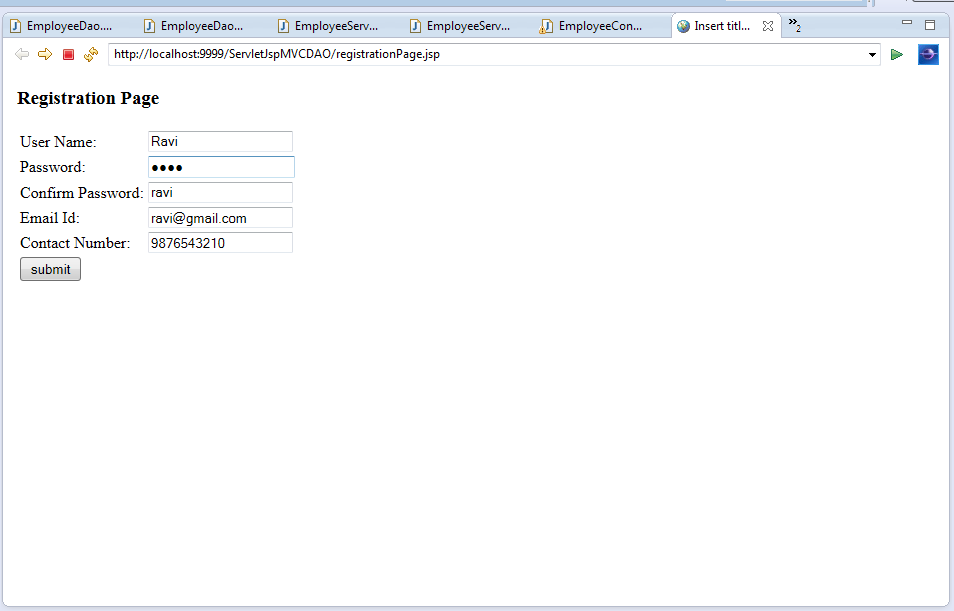 EmployeeDao.... EmployeeDao... EmployeeServ... EmployeeServ... EmployeeCon... Insert titl... »2
http://localhost:9999/ServletJspMVCDAO/registrationPage.jsp
Registration Page
User Name: Ravi
Password: ●●●●
Confirm Password: ravi
Email Id: ravi@gmail.com
Contact Number: 9876543210
submit